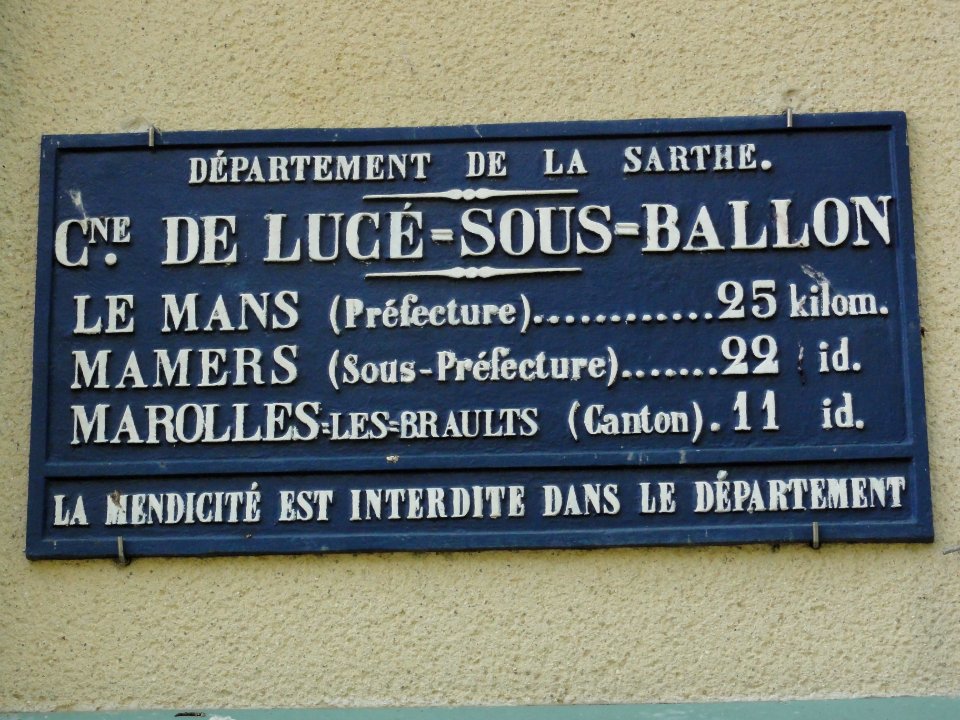 DÉPARTEMENT DE LA SARTHE.
CNE. DE LUCÉ=SOUS=BALLON
LE MANS (Préfecture)............25 kilom.
MAMERS (Sous-Préfecture).......22 id.
MAROLLES=LES=BRAULTS (Canton).11 id.
LA MENDICITÉ EST INTERDITE DANS LE DÉPARTEMENT